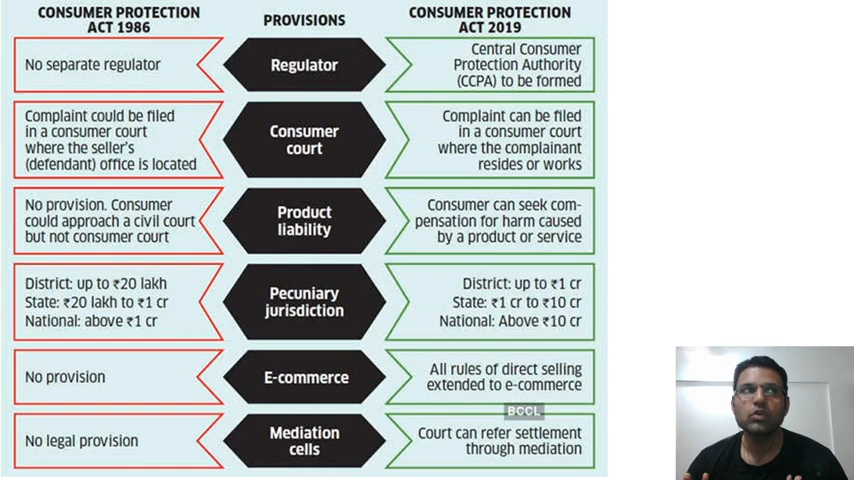 CONSUMER PROTECTION
ACT 1986
PROVISIONS
CONSUMER PROTECTION
ACT 2019
No separate regulator
Regulator
Central Consumer
Protection Authority
(CCPA) to be formed
Complaint could be filed
in a consumer court
where the seller's
(defendant) office is located
Consumer
court
Complaint can be filed
in a consumer court
where the complainant
resides or works
No provision. Consumer
could approach a civil court
but not consumer court
Product
liability
Consumer can seek com-
pensation for harm caused
by a product or service
District: up to ₹20 lakh
State: ₹20 lakh to ₹1 cr
National: above ₹1 cr
Pecuniary
jurisdiction
District: up to ₹1 cr
State: ₹1 cr to ₹10 cr
National: Above ₹10 cr
No provision
E-commerce
All rules of direct selling
extended to e-commerce
BCCL
No legal provision
Mediation
cells
Court can refer settlement
through mediation